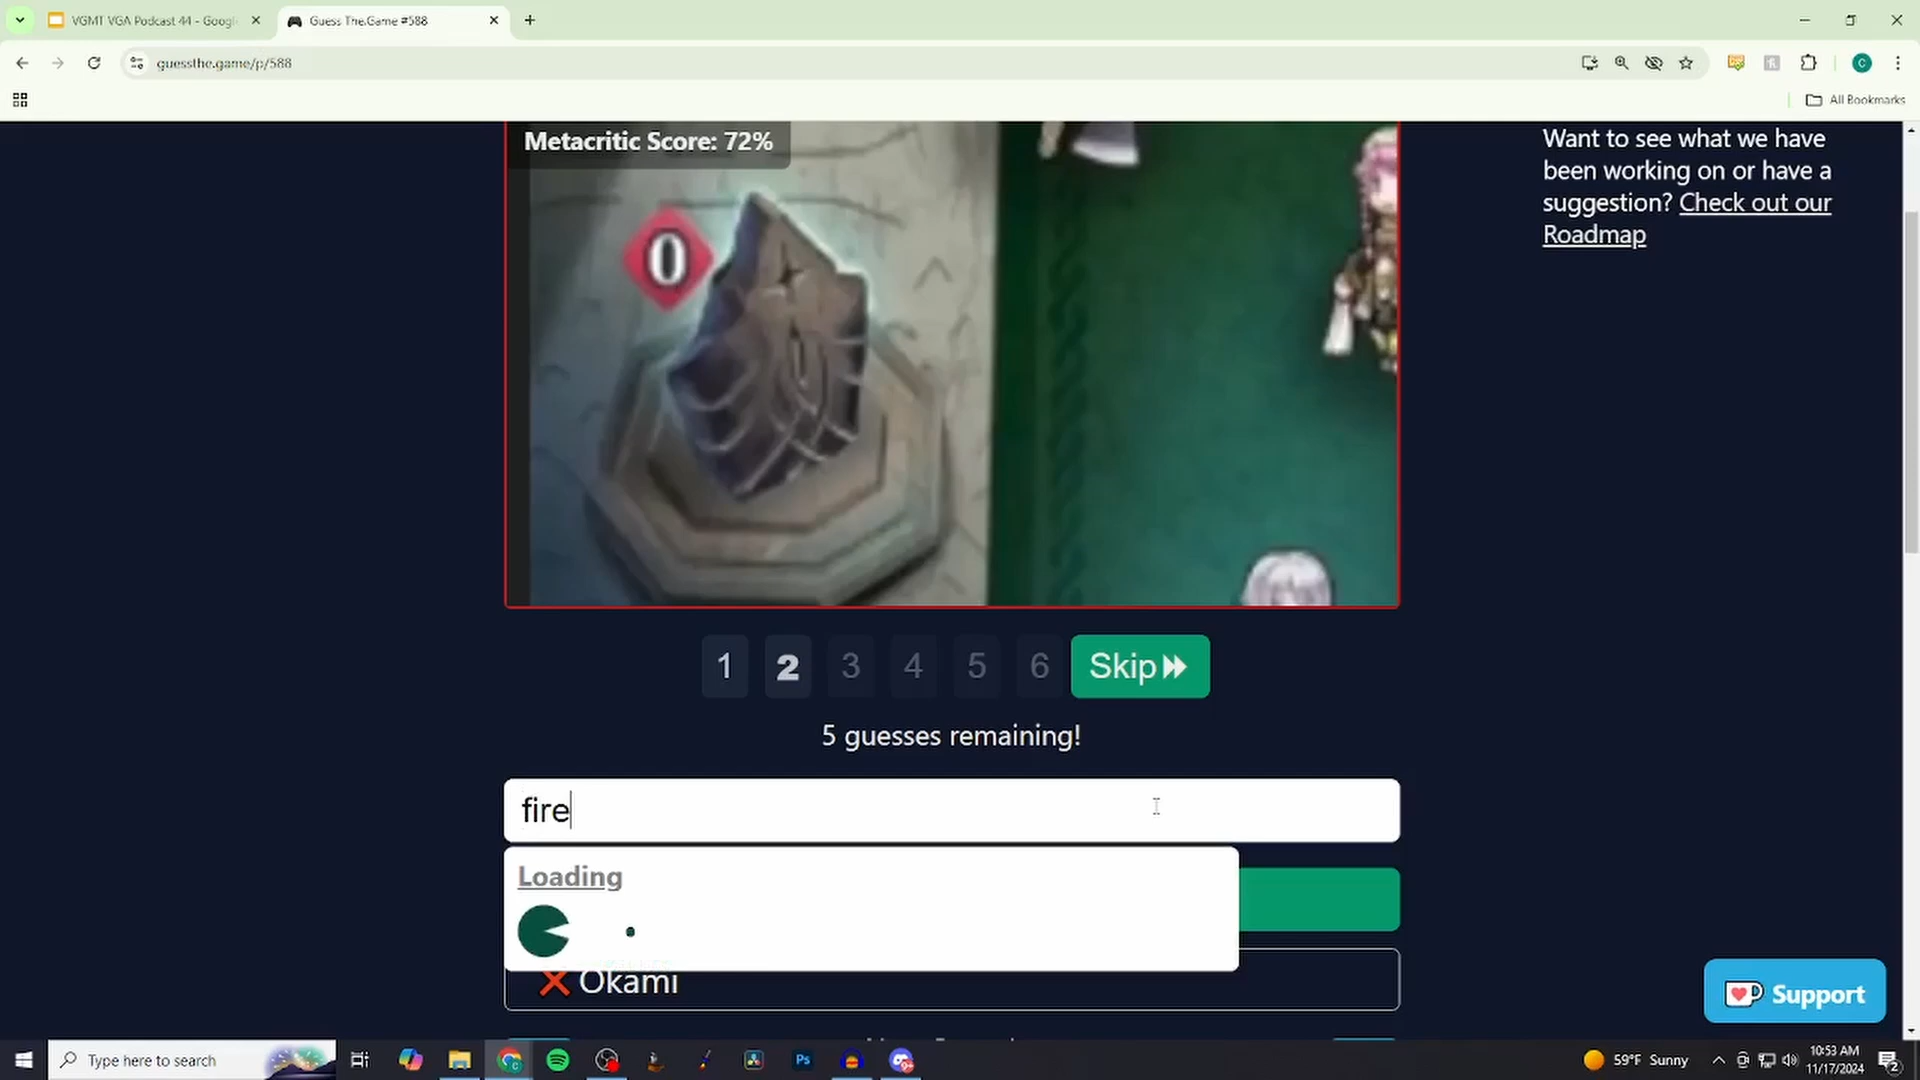 VGMT VGA Podcast 44 - Googl
Guess The.Game #588
guessthe.game/p/588
All Bookmarks
Metacritic Score: 72%
0
Want to see what we have
been working on or have a
suggestion? Check out our
Roadmap
1 2 3 4 5 6 Skip
5 guesses remaining!
fire
Loading
Okami
Support
Type here to search
Ps
59°F Sunny
10:53 AM
11/17/2024
2